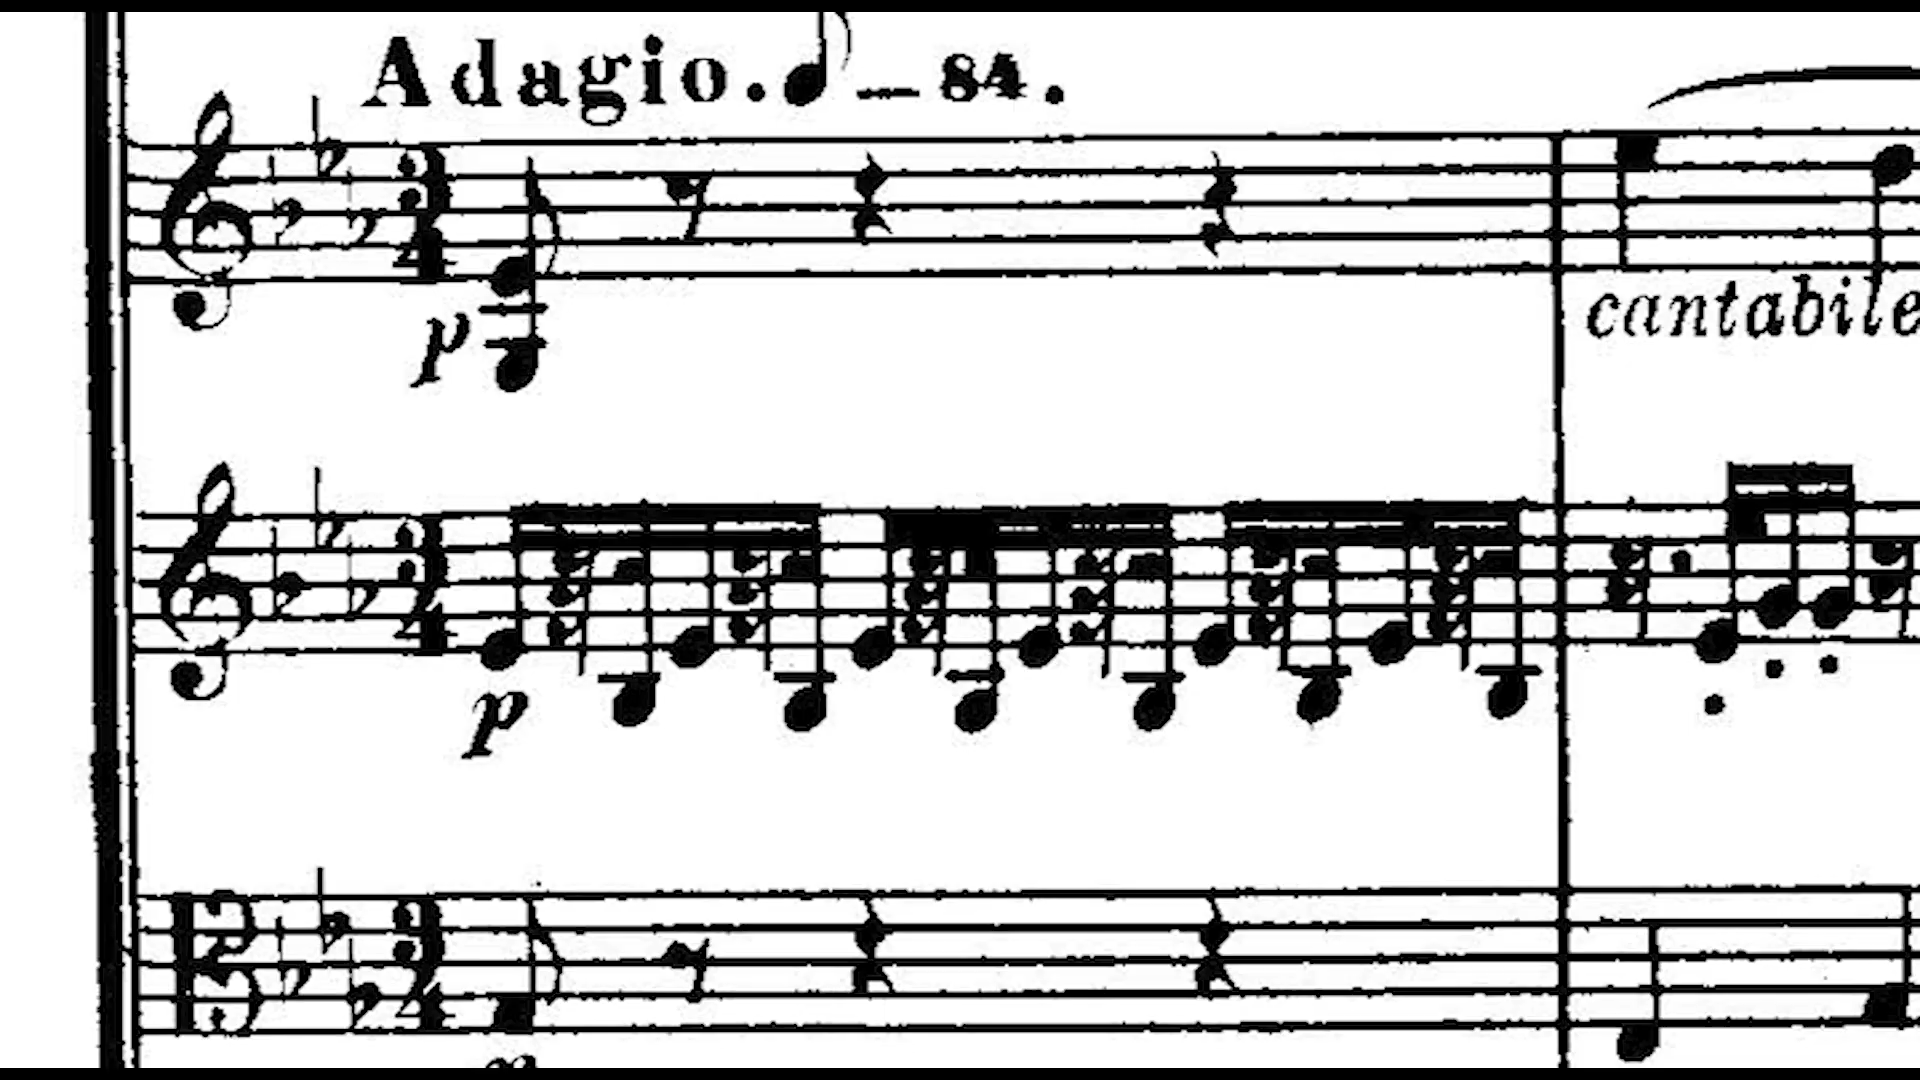 Adagio. ♪ — 84.
p
cantabile
p